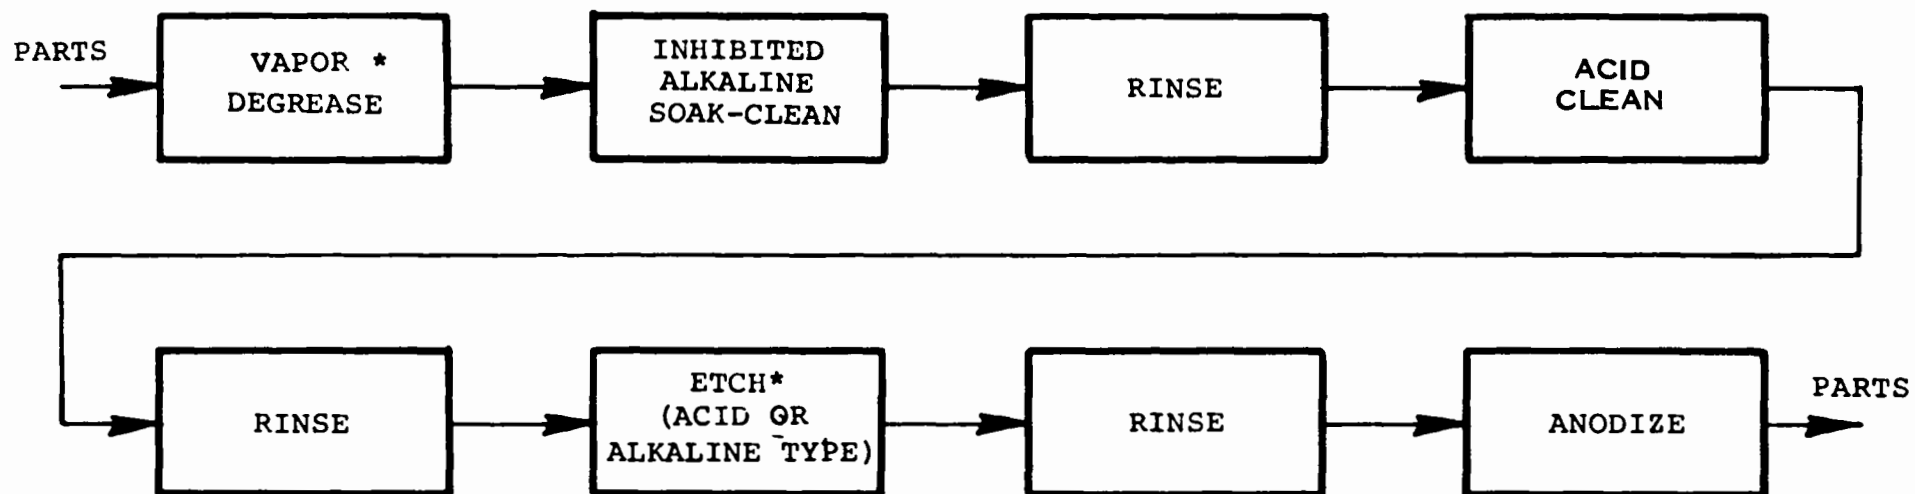 PARTS
VAPOR *
DEGREASE
INHIBITED
ALKALINE
SOAK-CLEAN
RINSE
ACID
CLEAN
RINSE
ETCH*
(ACID OR
ALKALINE TYPE)
RINSE
ANODIZE
PARTS